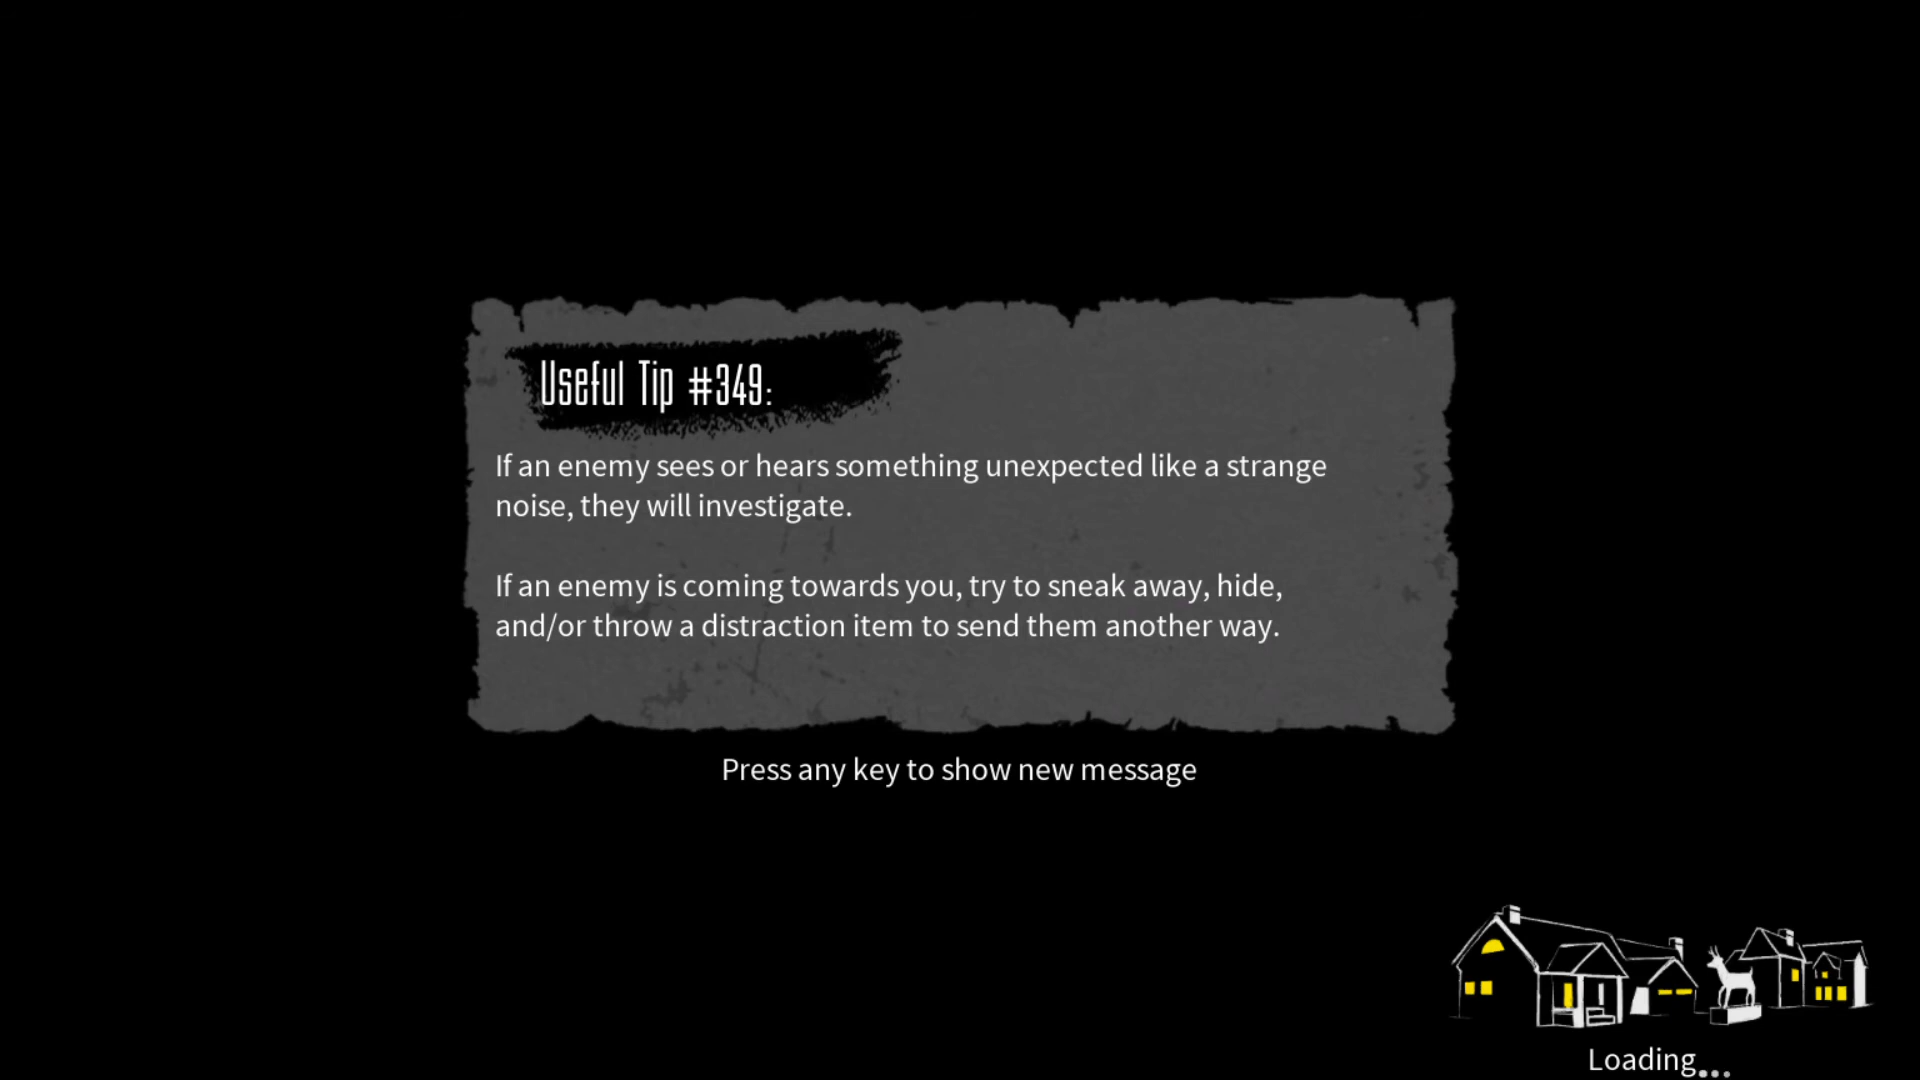 Useful Tip #349:
If an enemy sees or hears something unexpected like a strange
noise, they will investigate.
If an enemy is coming towards you, try to sneak away, hide,
and/or throw a distraction item to send them another way.
Press any key to show new message
Loading...